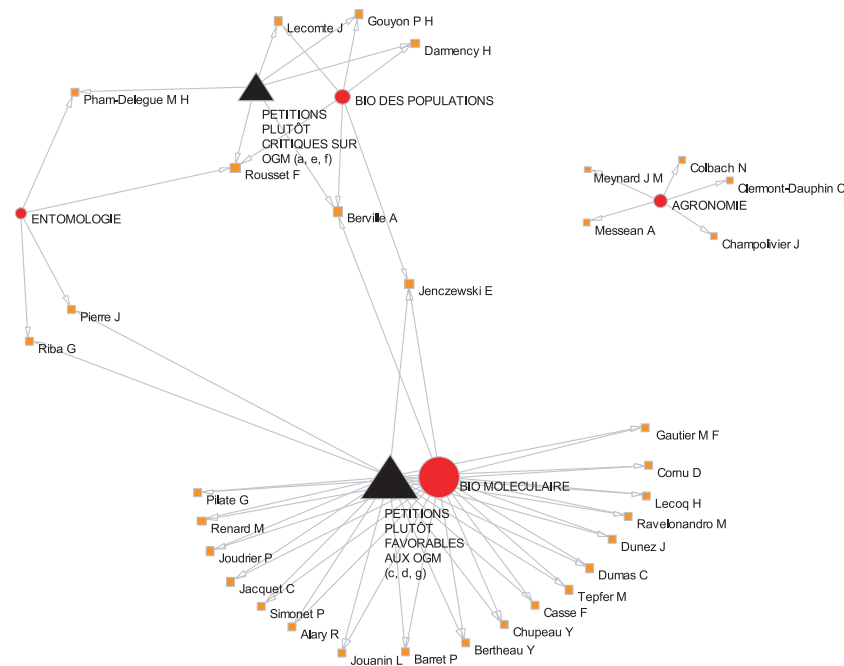 Gouyon P H
Lecomte J
Darmency H
Pham-Delegue M H
BIO DES POPULATIONS
PETITIONS
PLUTÔT
CRITIQUES SUR
OGM (a, e, f)
Rousset F
Colbach N
Meynard J M
Clermont-Dauphin C
AGRONOMIE
Messean A
Champolivier J
ENTOMOLOGIE
Berville A
Jenczewski E
Pierre J
Riba G
Gautier M F
Cornu D
BIO MOLECULAIRE
Pilate G
Lecoq H
PETITIONS
PLUTÔT
FAVORABLES
AUX OGM
(c, d, g)
Ravelonandro M
Renard M
Dunez J
Joudrier P
Dumas C
Jacquet C
Tepfer M
Simonet P
Casse F
Alary R
Chupeau Y
Bertheau Y
Jouanin L
Barret P